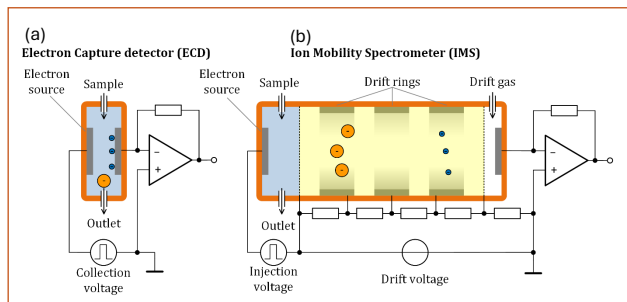 (a)
Electron Capture detector (ECD)
Electron
source
Sample
-
-
+
Outlet
Collection
voltage
(b)
Ion Mobility Spectrometer (IMS)
Electron
source
Sample
Drift rings
Drift gas
-
-
-
-
+
Outlet
Injection
voltage
Drift voltage